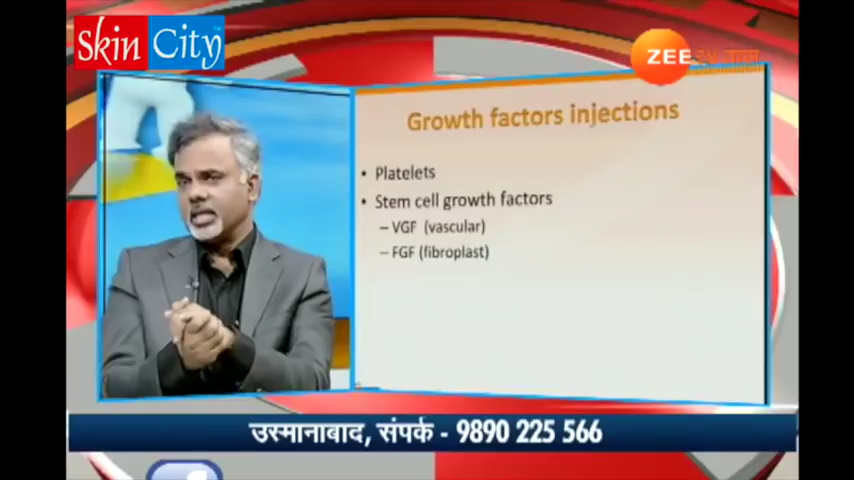 Skin City
ZEE
Growth factors injections
• Platelets
• Stem cell growth factors
– VGF (vascular)
– FGF (fibroplast)
उस्मानाबाद, संपर्क - 9890 225 566